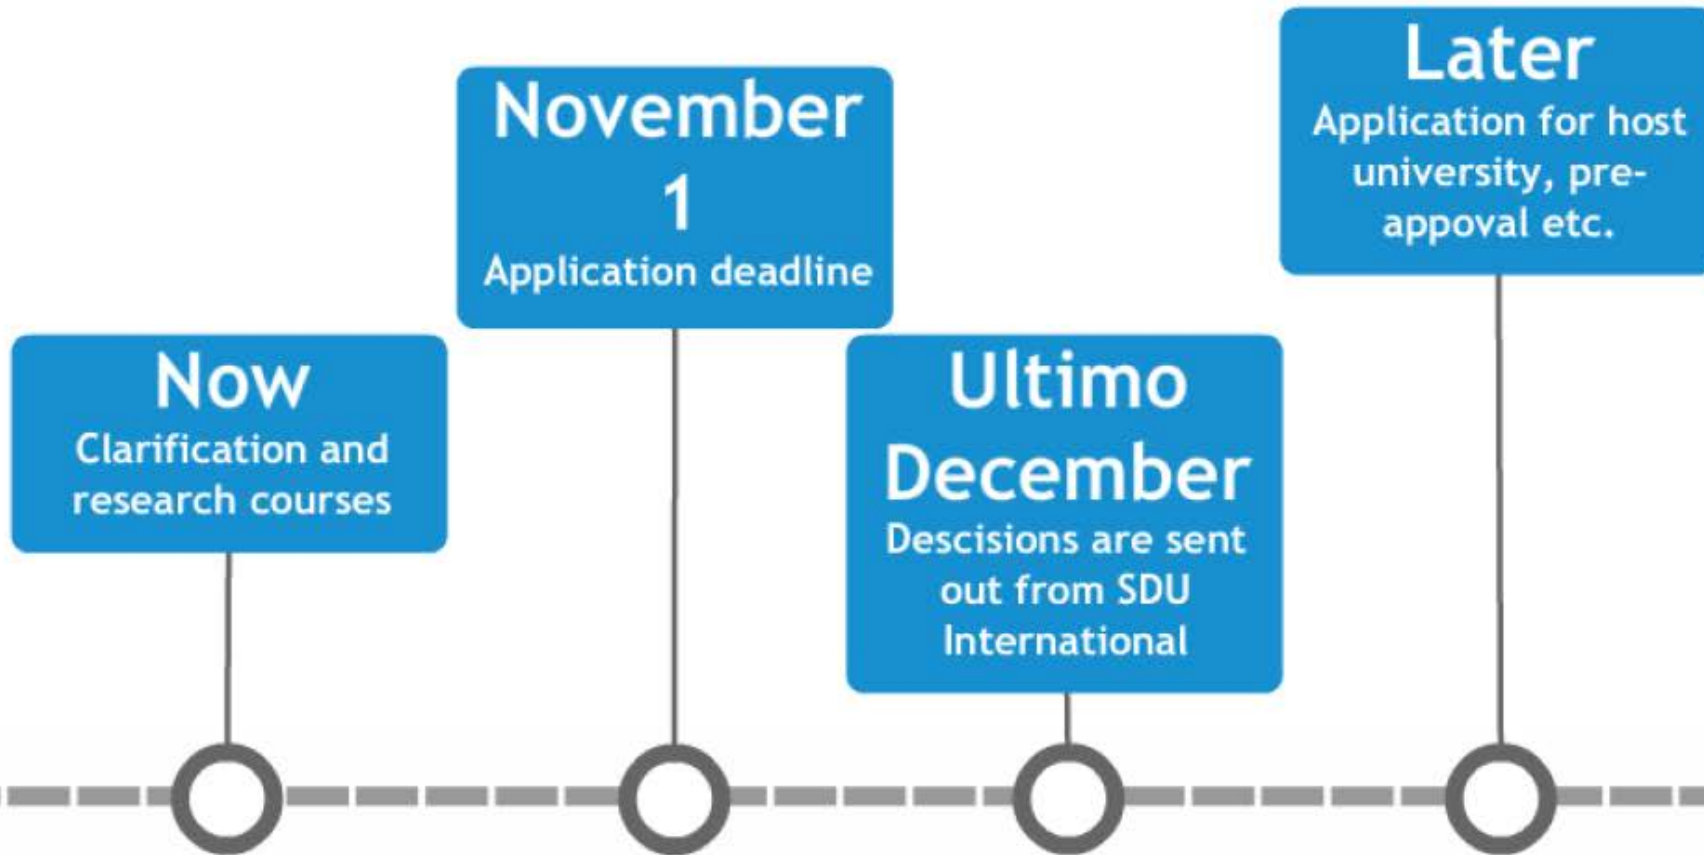 Now
Clarification and
research courses
November
1
Application deadline
Ultimo
December
Descisions are sent
out from SDU
International
Later
Application for host
university, pre-
appoval etc.